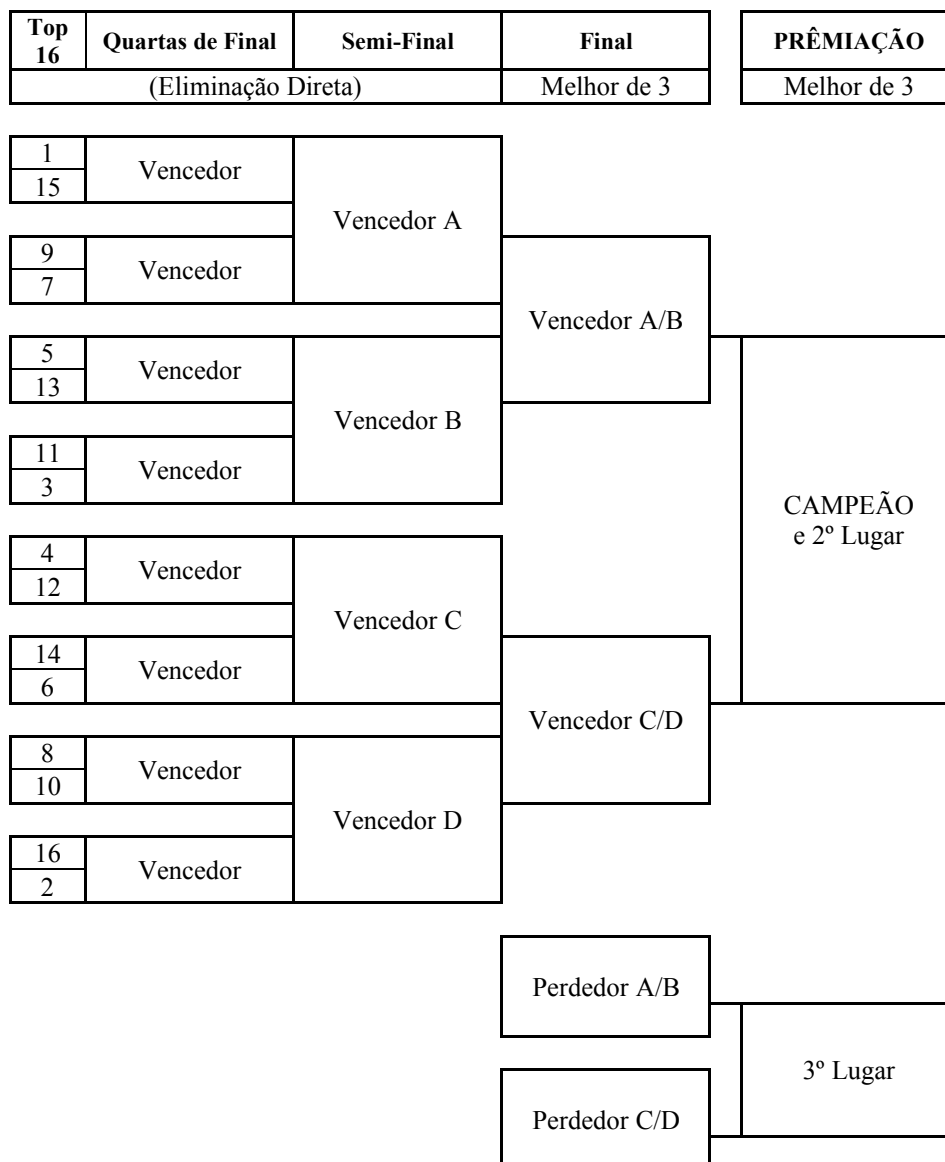 Top 16 Quartas de Final Semi-Final Final PRÊMIAÇÃO
(Eliminação Direta) Melhor de 3 Melhor de 3
1
Vencedor
15
Vencedor A
9
Vencedor
7
Vencedor A/B
5
Vencedor
13
Vencedor B
11
Vencedor
3
CAMPEÃO
e 2º Lugar
4
Vencedor
12
Vencedor C
14
Vencedor
6
Vencedor C/D
8
Vencedor
10
Vencedor D
16
Vencedor
2
Perdedor A/B
3º Lugar
Perdedor C/D